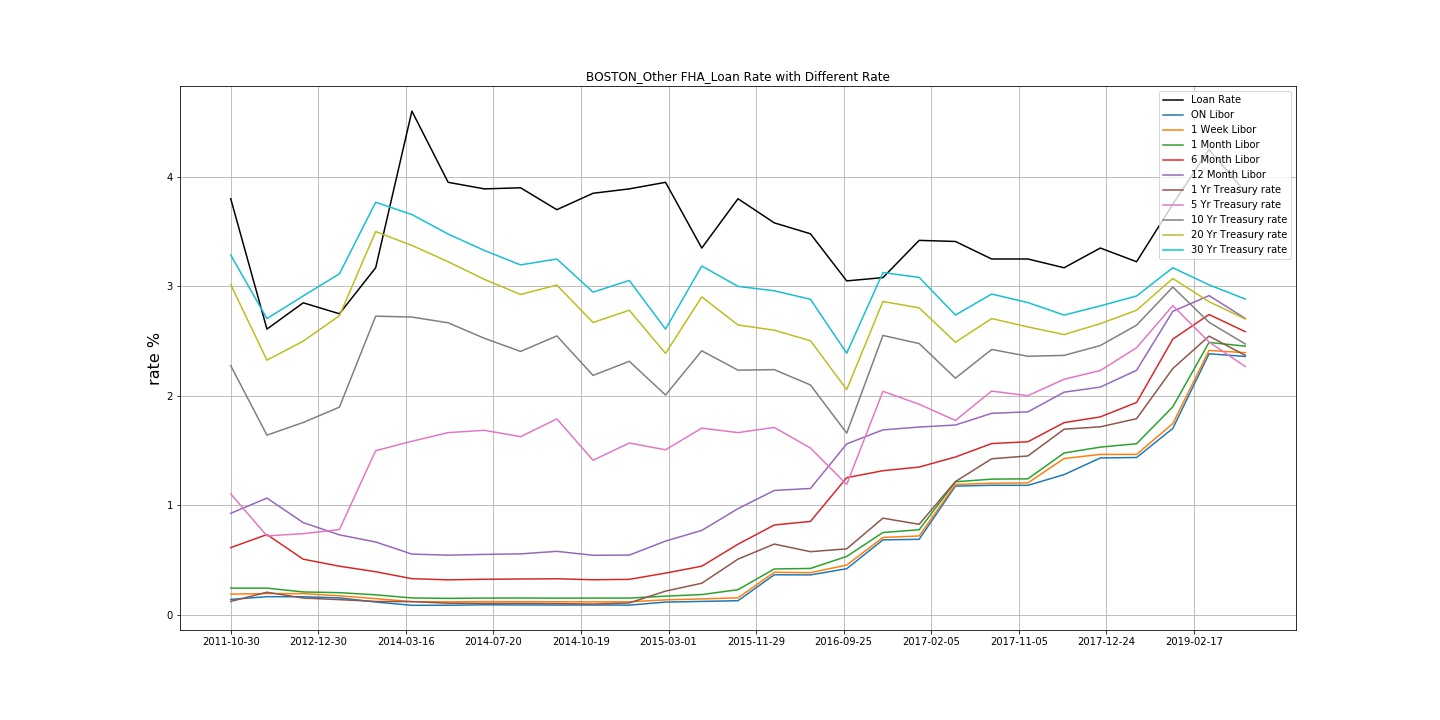 BOSTON_Other FHA_Loan Rate with Different Rate
rate %
4
3
2
1
0
Loan Rate
ON Libor
1 Week Libor
1 Month Libor
6 Month Libor
12 Month Libor
1 Yr Treasury rate
5 Yr Treasury rate
10 Yr Treasury rate
20 Yr Treasury rate
30 Yr Treasury rate
2011-10-30 2012-12-30 2014-03-16 2014-07-20 2014-10-19 2015-03-01 2015-11-29 2016-09-25 2017-02-05 2017-11-05 2017-12-24 2019-02-17